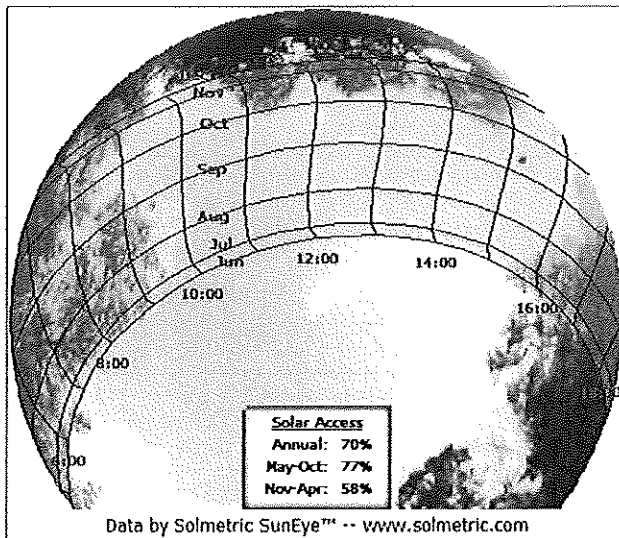 Nov
Oct
Sep
Aug
Jul
Jun
12:00
14:00
10:00
16:00
8:00
Solar Access
Annual: 70%
May-Oct: 77%
Nov-Apr: 58%
Data by Solmetric SunEye™ -- www.solmetric.com